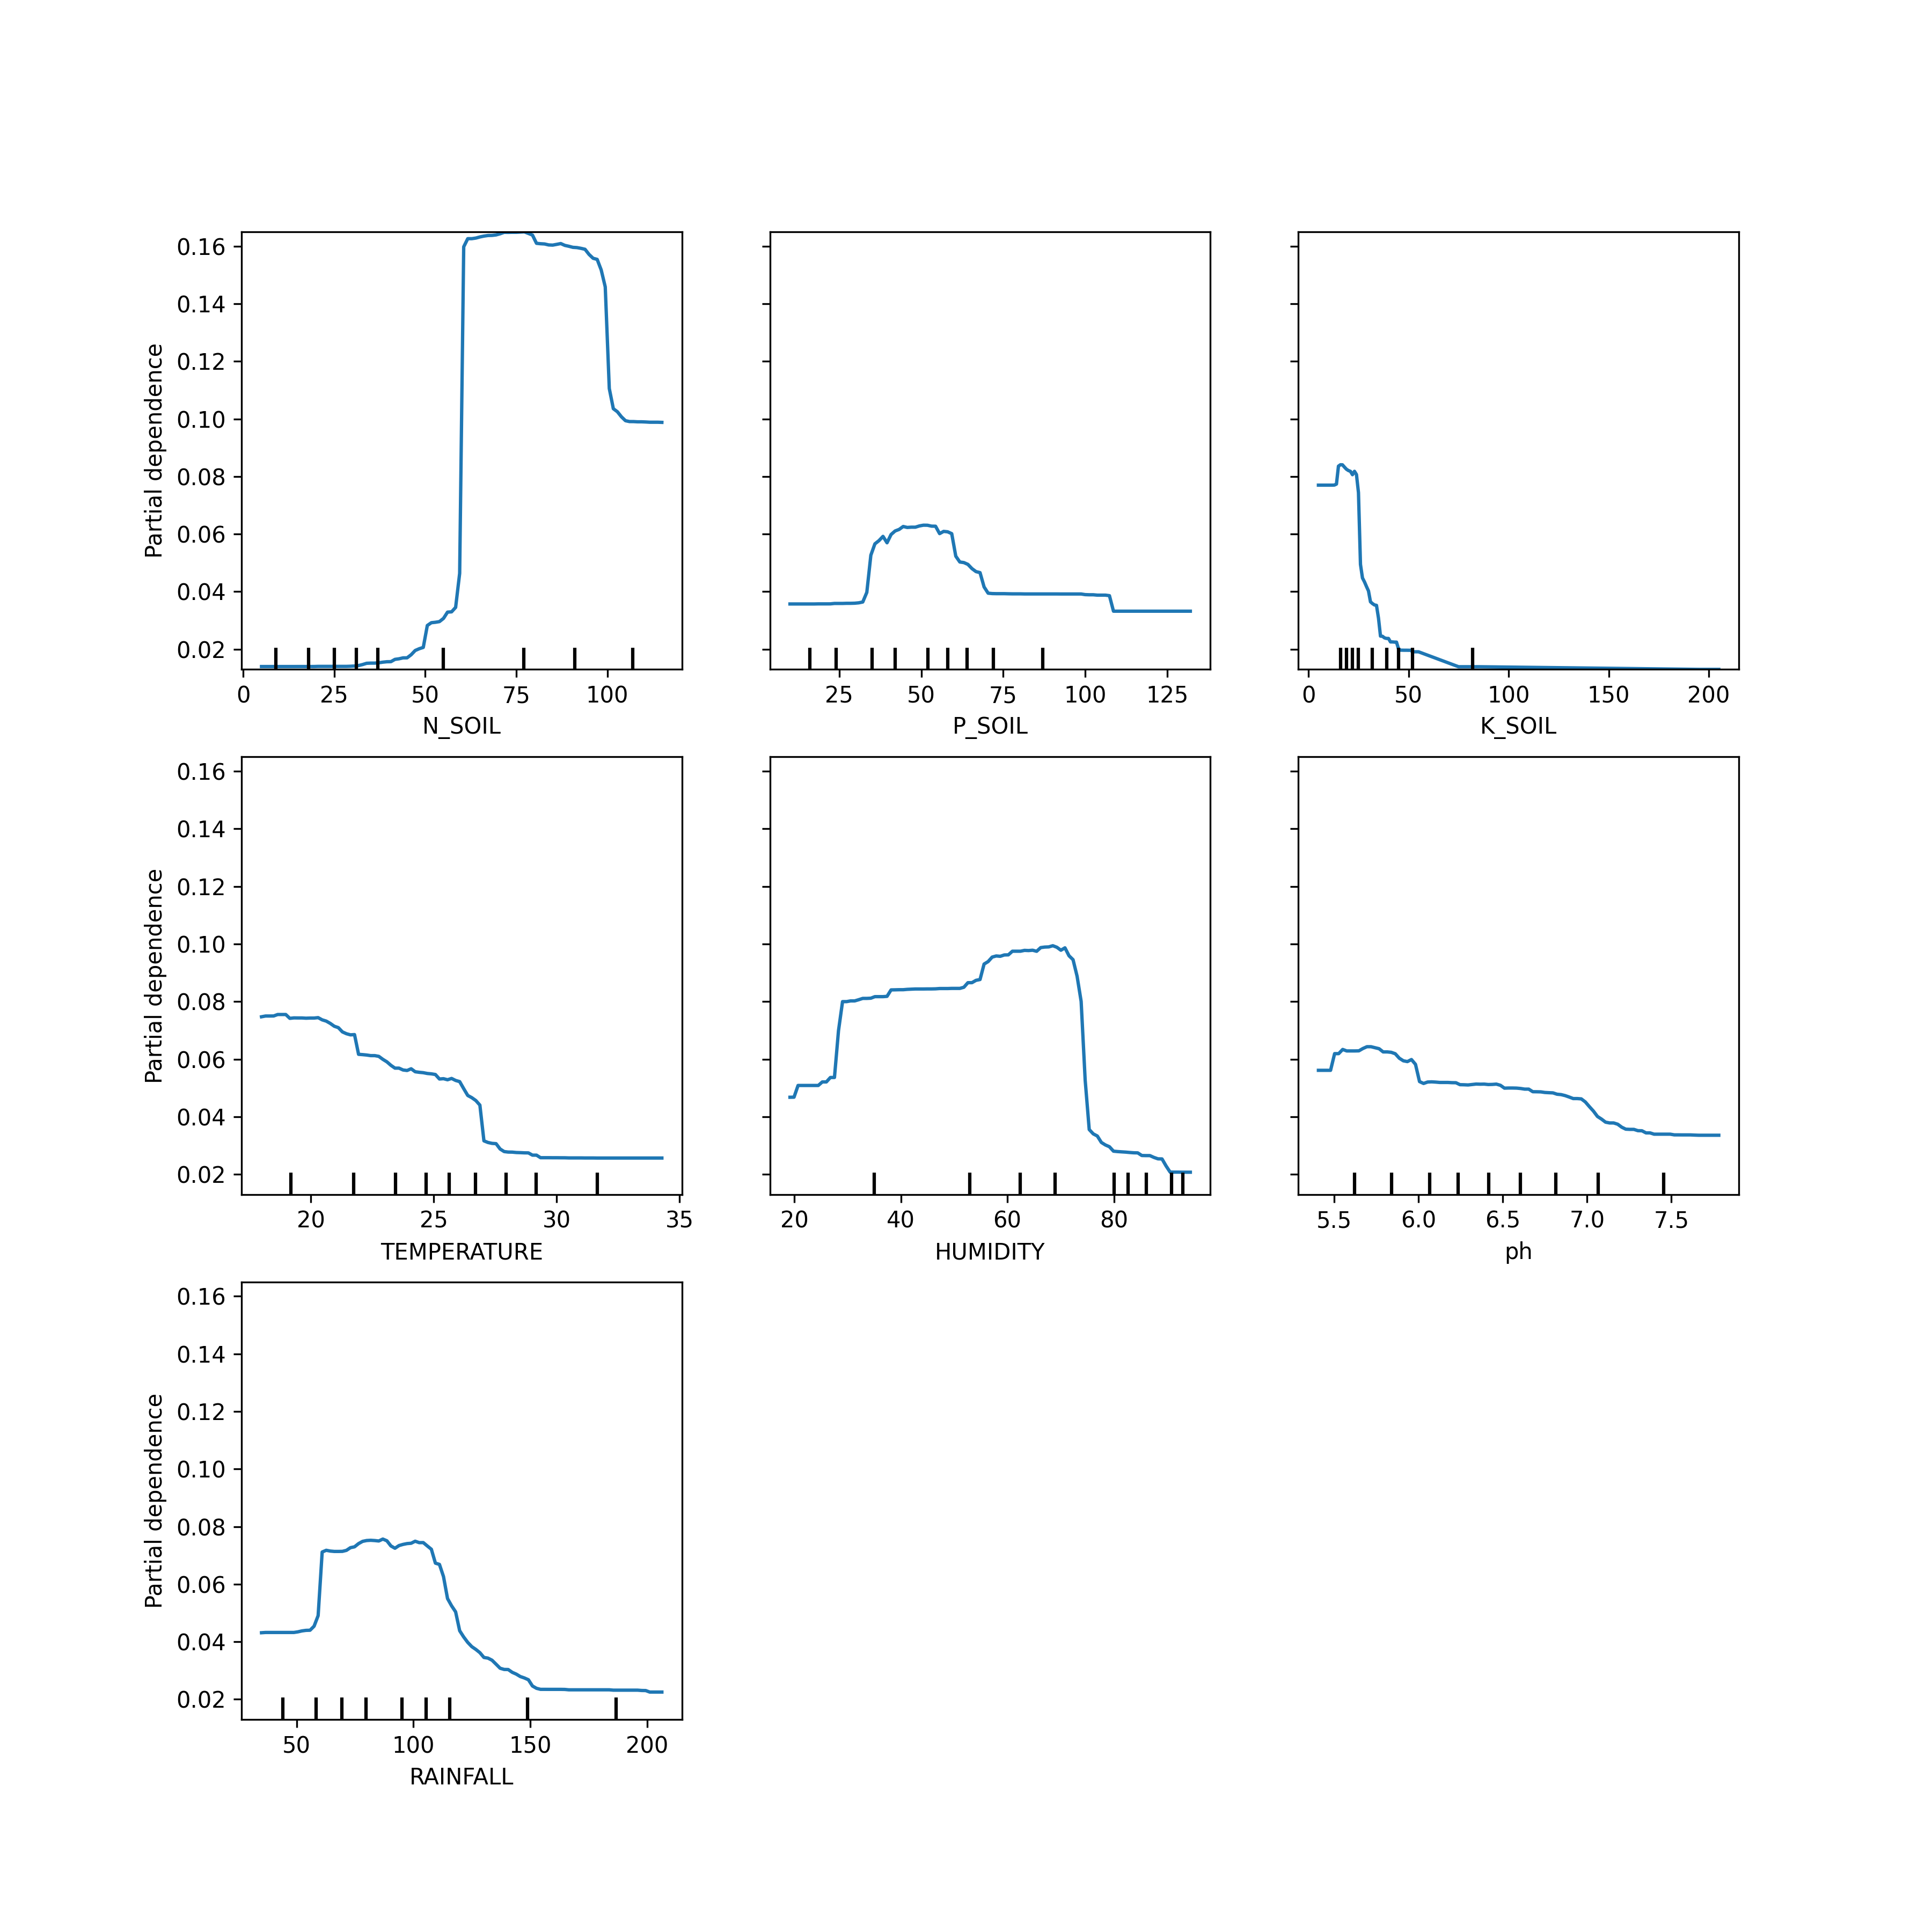 Partial dependence
0.16
0.14
0.12
0.10
0.08
0.06
0.04
0.02
0 25 50 75 100
N_SOIL
25 50 75 100 125
P_SOIL
0 50 100 150 200
K_SOIL
Partial dependence
0.16
0.14
0.12
0.10
0.08
0.06
0.04
0.02
20 25 30 35
TEMPERATURE
20 40 60 80
HUMIDITY
5.5 6.0 6.5 7.0 7.5
ph
Partial dependence
0.16
0.14
0.12
0.10
0.08
0.06
0.04
0.02
50 100 150 200
RAINFALL